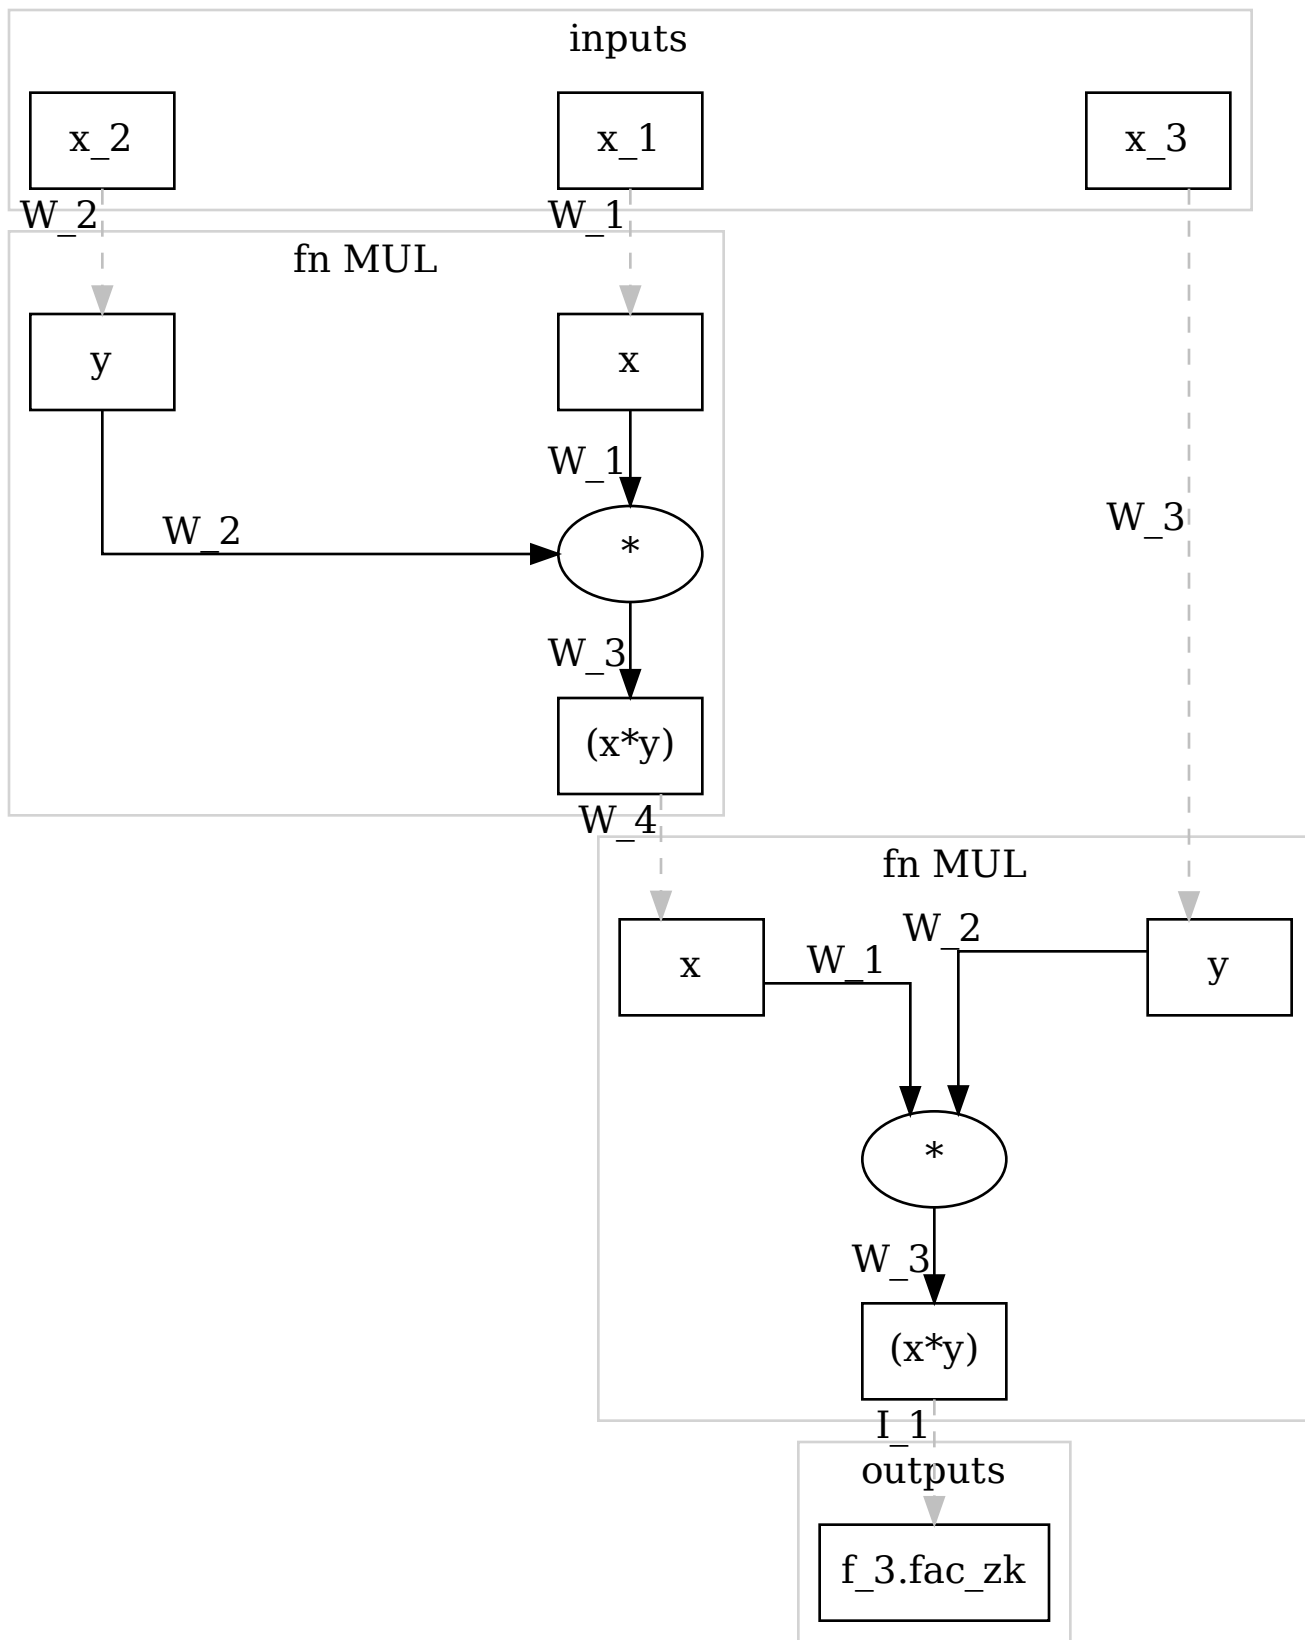 inputs
x_2
x_1
x_3
W_2
W_1
fn MUL
y
x
W_1
W_2
*
W_3
W_3
(x*y)
W_4
fn MUL
x
W_1
W_2
y
*
W_3
(x*y)
I_1
outputs
f_3.fac_zk